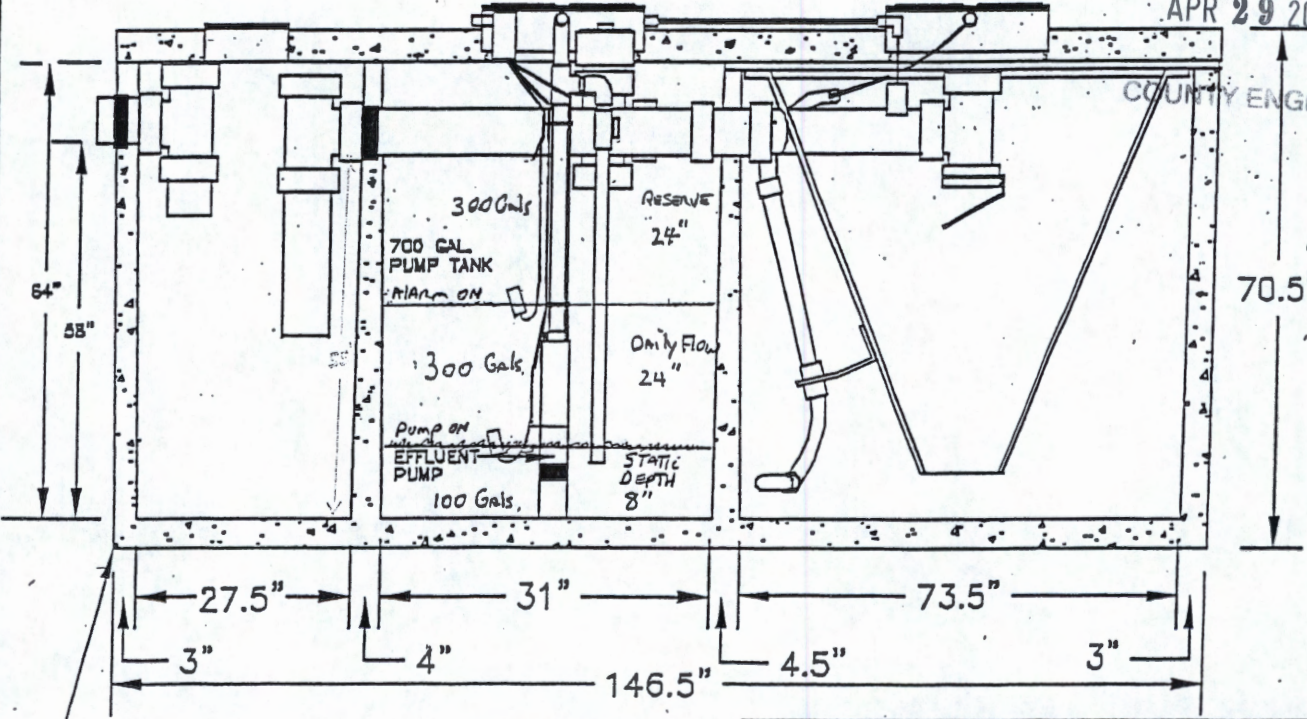 APR 29 2
COUNTY ENG
300 Gals
RESERVE
24"
700 GAL.
PUMP TANK
Alarm ON
64"
58"
70.5
300 Gals.
Daily Flow
24"
Pump ON
EFFLUENT
PUMP
STATIC
DEPTH
8"
100 Gals.
27.5"
31"
73.5"
3"
4"
4.5"
3"
146.5"